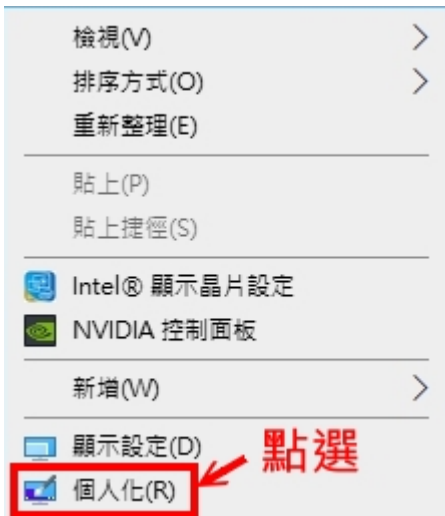 檢視(V)
排序方式(O)
重新整理(E)
貼上(P)
貼上捷徑(S)
Intel® 顯示晶片設定
NVIDIA 控制面板
新增(W)
顯示設定(D)
點選
個人化(R)